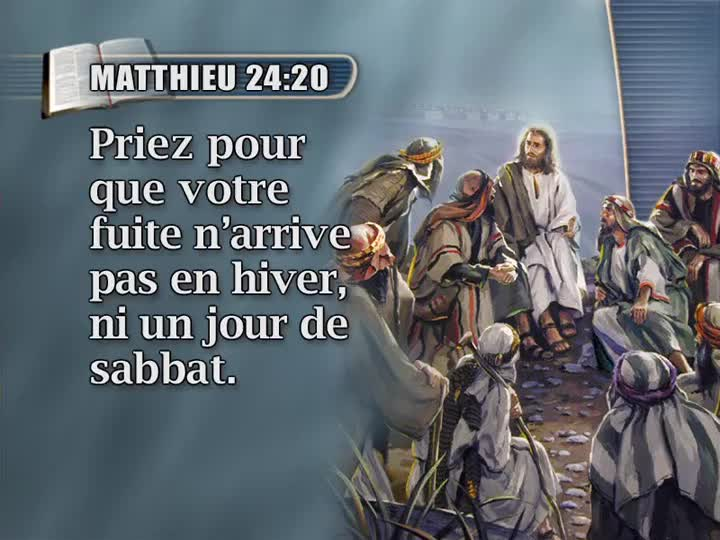 MATTHIEU 24:20
Priez pour
que votre
fuite n’arrive
pas en hiver,
ni un jour de
sabbat.